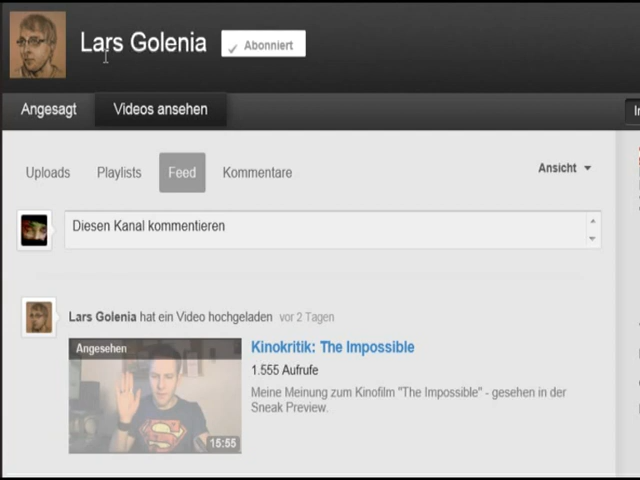 Lars Golenia
Abonniert
Angesagt
Videos ansehen
Uploads
Playlists
Feed
Kommentare
Ansicht
Diesen Kanal kommentieren
Lars Golenia hat ein Video hochgeladen vor 2 Tagen
Angesehen
15:55
Kinokritik: The Impossible
1.555 Aufrufe
Meine Meinung zum Kinofilm "The Impossible" - gesehen in der
Sneak Preview.